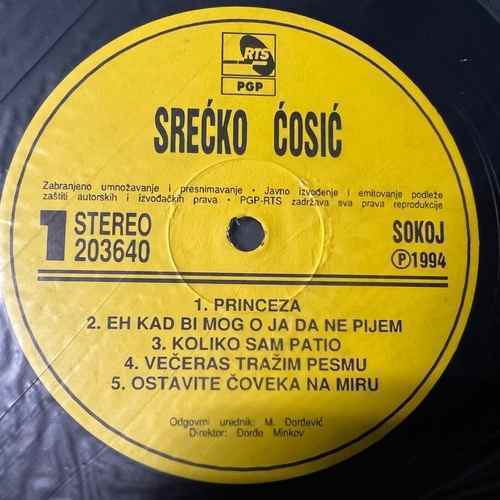 RTS
PGP
SREĆKO ĆOSIĆ
Zabranjeno umnožavanje i presnimavanje • Javno izvođenje i emitovanje podleže
zaštiti autorskih i izvođačkih prava • PGP-RTS zadržava sva prava reprodukcije
1 STEREO
203640
SOKOJ
Ⓟ1994
1. PRINCEZA
2. EH KAD BI MOG O JA DA NE PIJEM
3. KOLIKO SAM PATIO
4. VEČERAS TRAŽIM PESMU
5. OSTAVITE ČOVEKA NA MIRU
Odgovrni urednik: M. Đorđević
Direktor: Đorđe Minkov